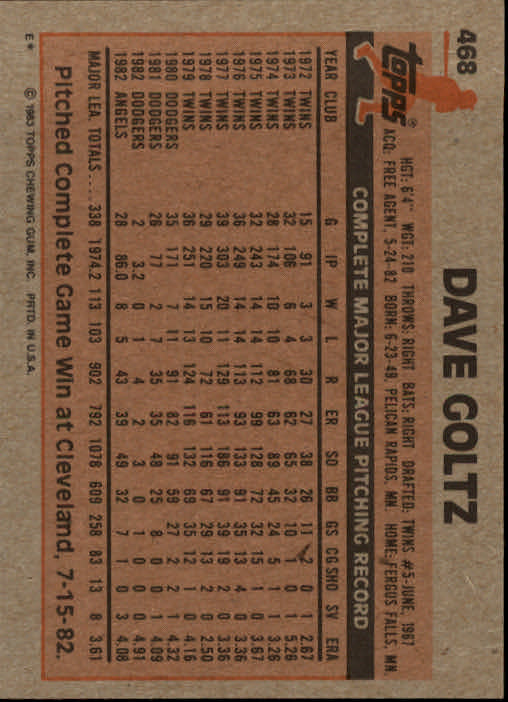 468
topps®
DAVE GOLTZ
HGT: 6'4" WGT: 210 THROWS: RIGHT BATS: RIGHT DRAFTED: TWINS #5-JUNE, 1967
ACQ: FREE AGENT, 5-24-82 BORN: 6-23-49, PELICAN RAPIDS, MN HOME: FERGUS FALLS, MN
COMPLETE MAJOR LEAGUE PITCHING RECORD
YEAR CLUB G IP W L R ER SO BB GS CG SHO SV ERA
1972 TWINS 15 91 3 3 30 27 38 26 11 2 0 1 2.67
1973 TWINS 32 106 6 4 68 62 65 32 10 1 0 1 5.26
1974 TWINS 28 174 10 10 81 63 89 45 24 5 1 1 3.26
1975 TWINS 32 243 14 14 112 99 128 72 32 15 1 0 3.67
1976 TWINS 36 249 14 14 113 93 133 91 35 13 4 0 3.36
1977 TWINS 39 303 20 11 129 113 186 91 39 19 2 0 3.36
1978 TWINS 29 220 15 10 72 61 116 67 29 13 2 0 2.50
1979 TWINS 36 251 14 13 124 116 132 69 35 12 1 0 4.16
1980 DODGERS 35 171 7 11 91 82 91 59 27 2 2 1 4.32
1981 DODGERS 26 77 2 7 35 35 48 25 8 0 0 1 4.09
1982 DODGERS 2 3.2 0 1 4 2 3 0 1 0 0 0 4.91
1982 ANGELS 28 86.0 8 5 43 39 49 32 7 1 0 3 4.08
MAJOR LEA. TOTALS.... 338 1974.2 113 103 902 792 1078 609 258 83 13 8 3.61
Pitched Complete Game Win at Cleveland, 7-15-82.
E* © 1983 TOPPS CHEWING GUM, INC. PRTD. IN U.S.A.